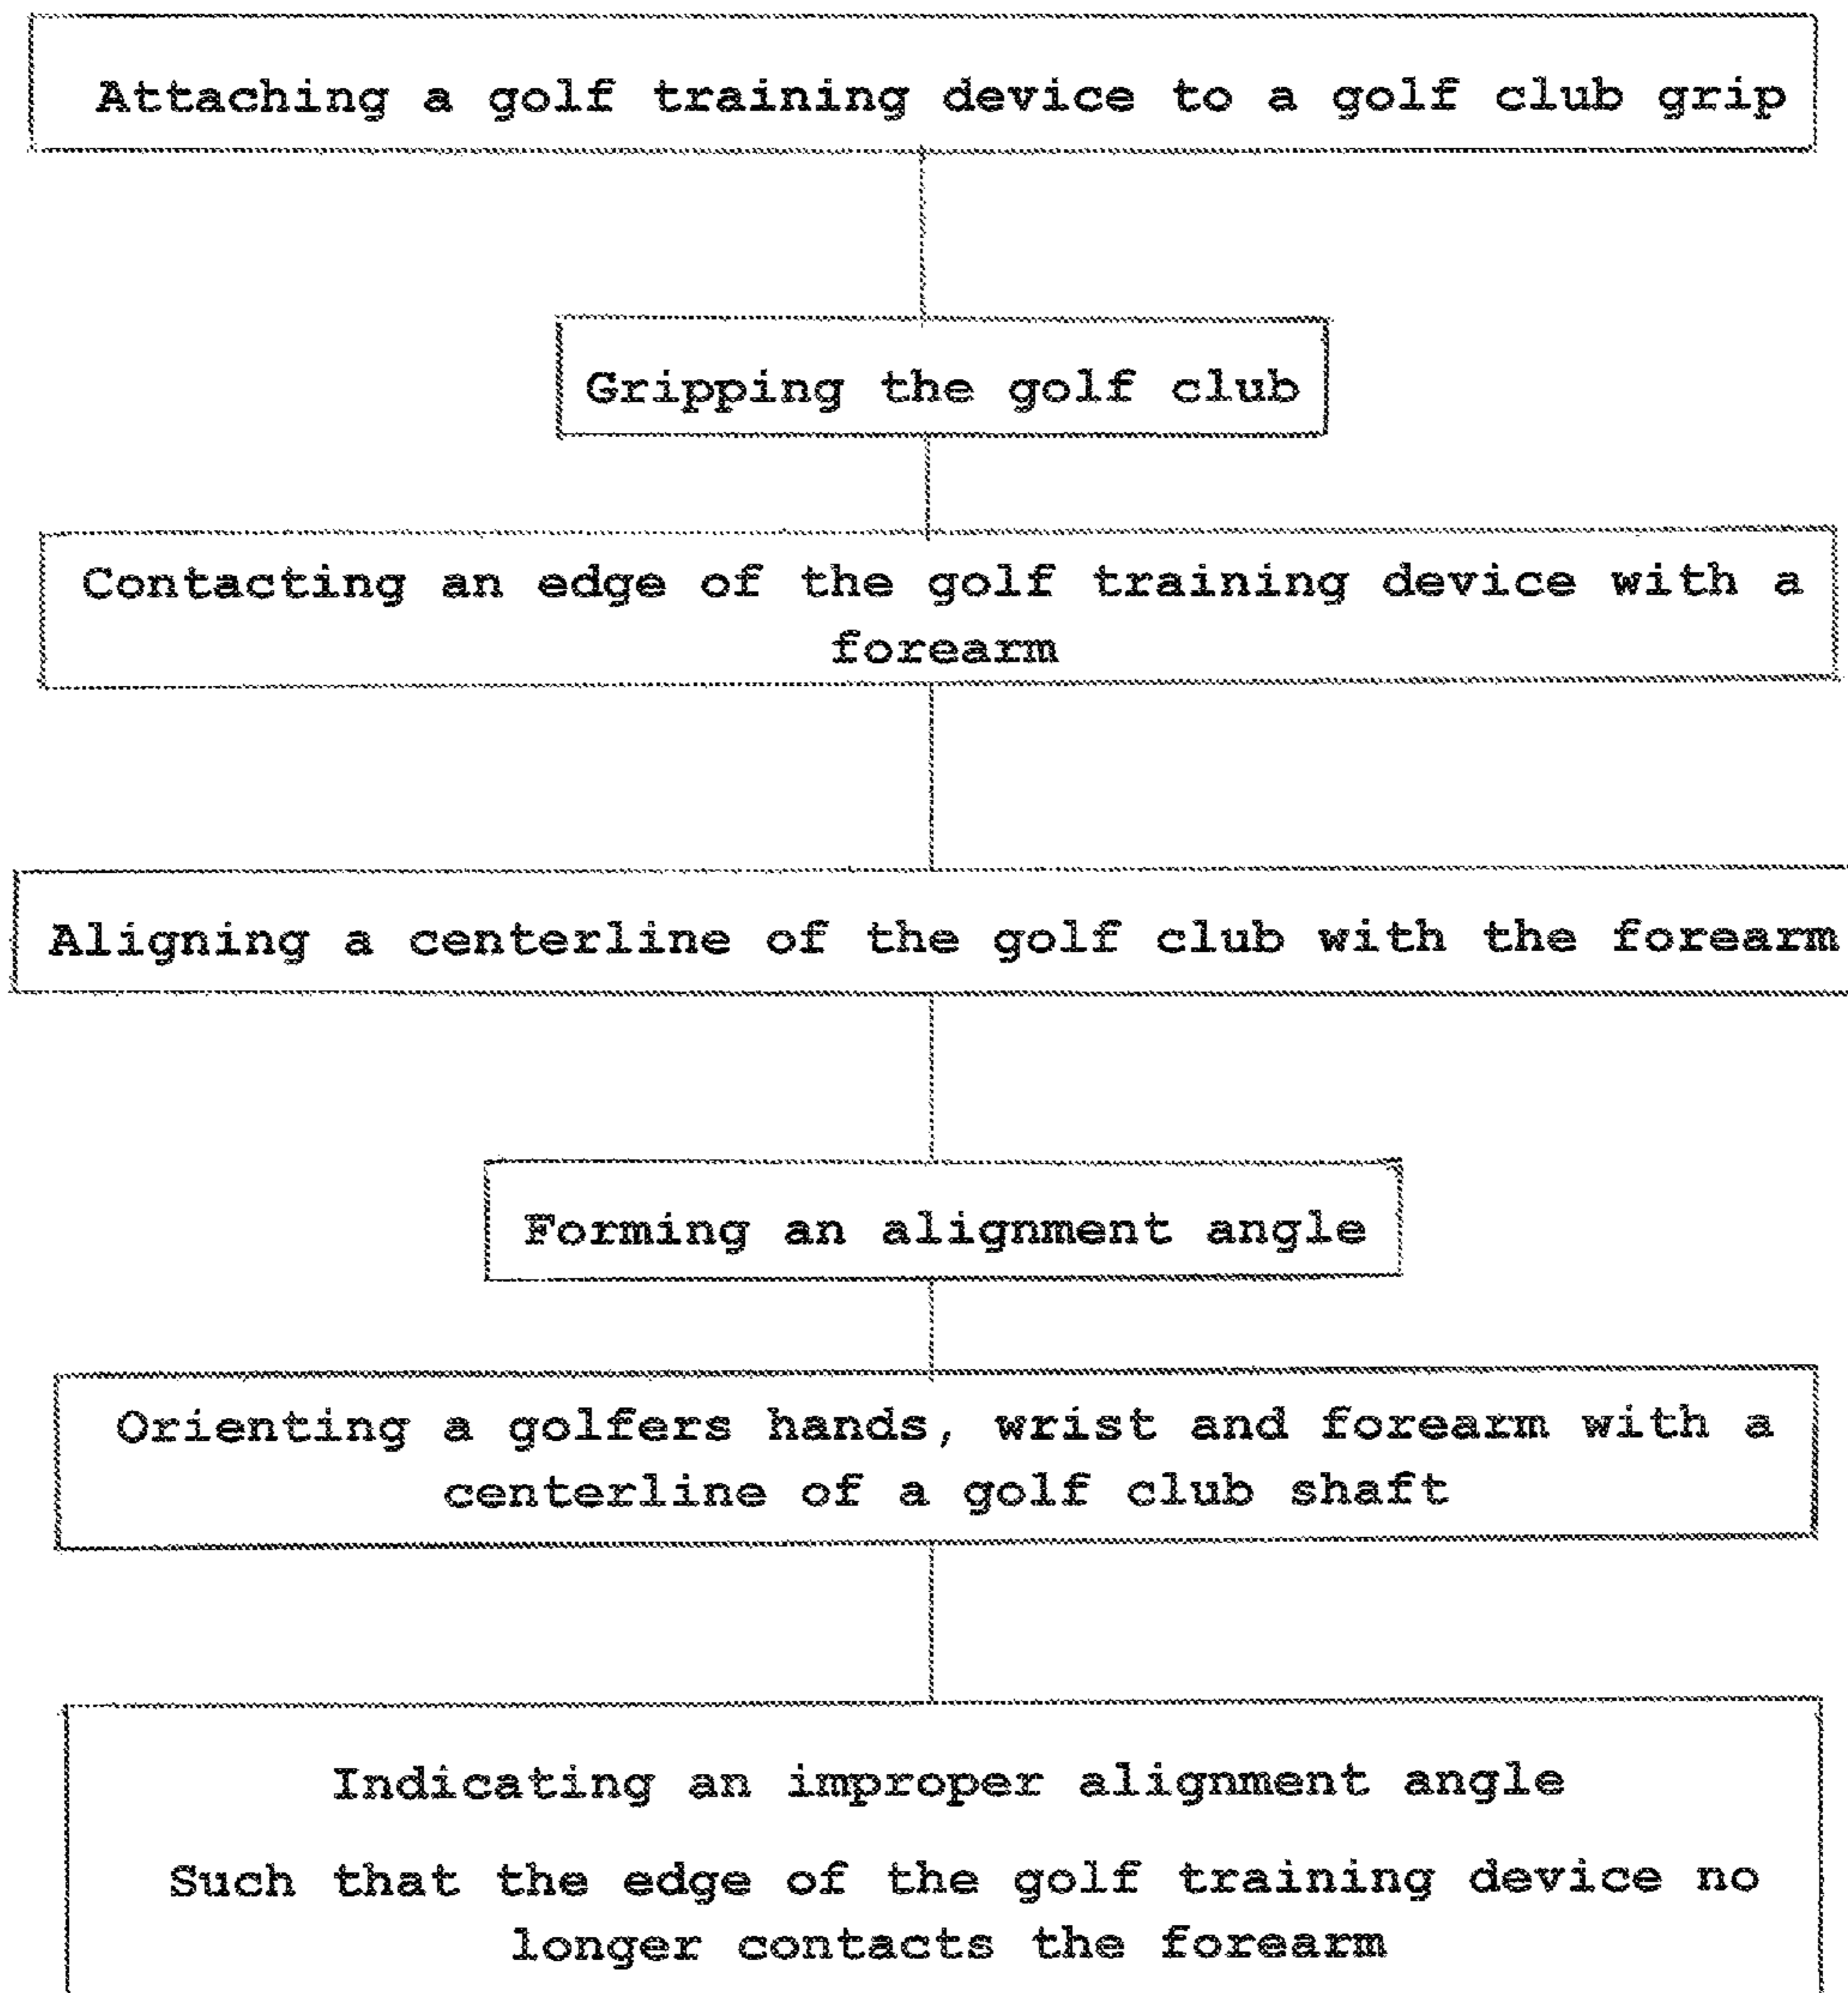 Attaching a golf training device to a golf club grip
Gripping the golf club
Contacting an edge of the golf training device with a
forearm
Aligning a centerline of the golf club with the forearm
Forming an alignment angle
Orienting a golfers hands, wrist and forearm with a
centerline of a golf club shaft
Indicating an improper alignment angle
Such that the edge of the golf training device no
longer contacts the forearm